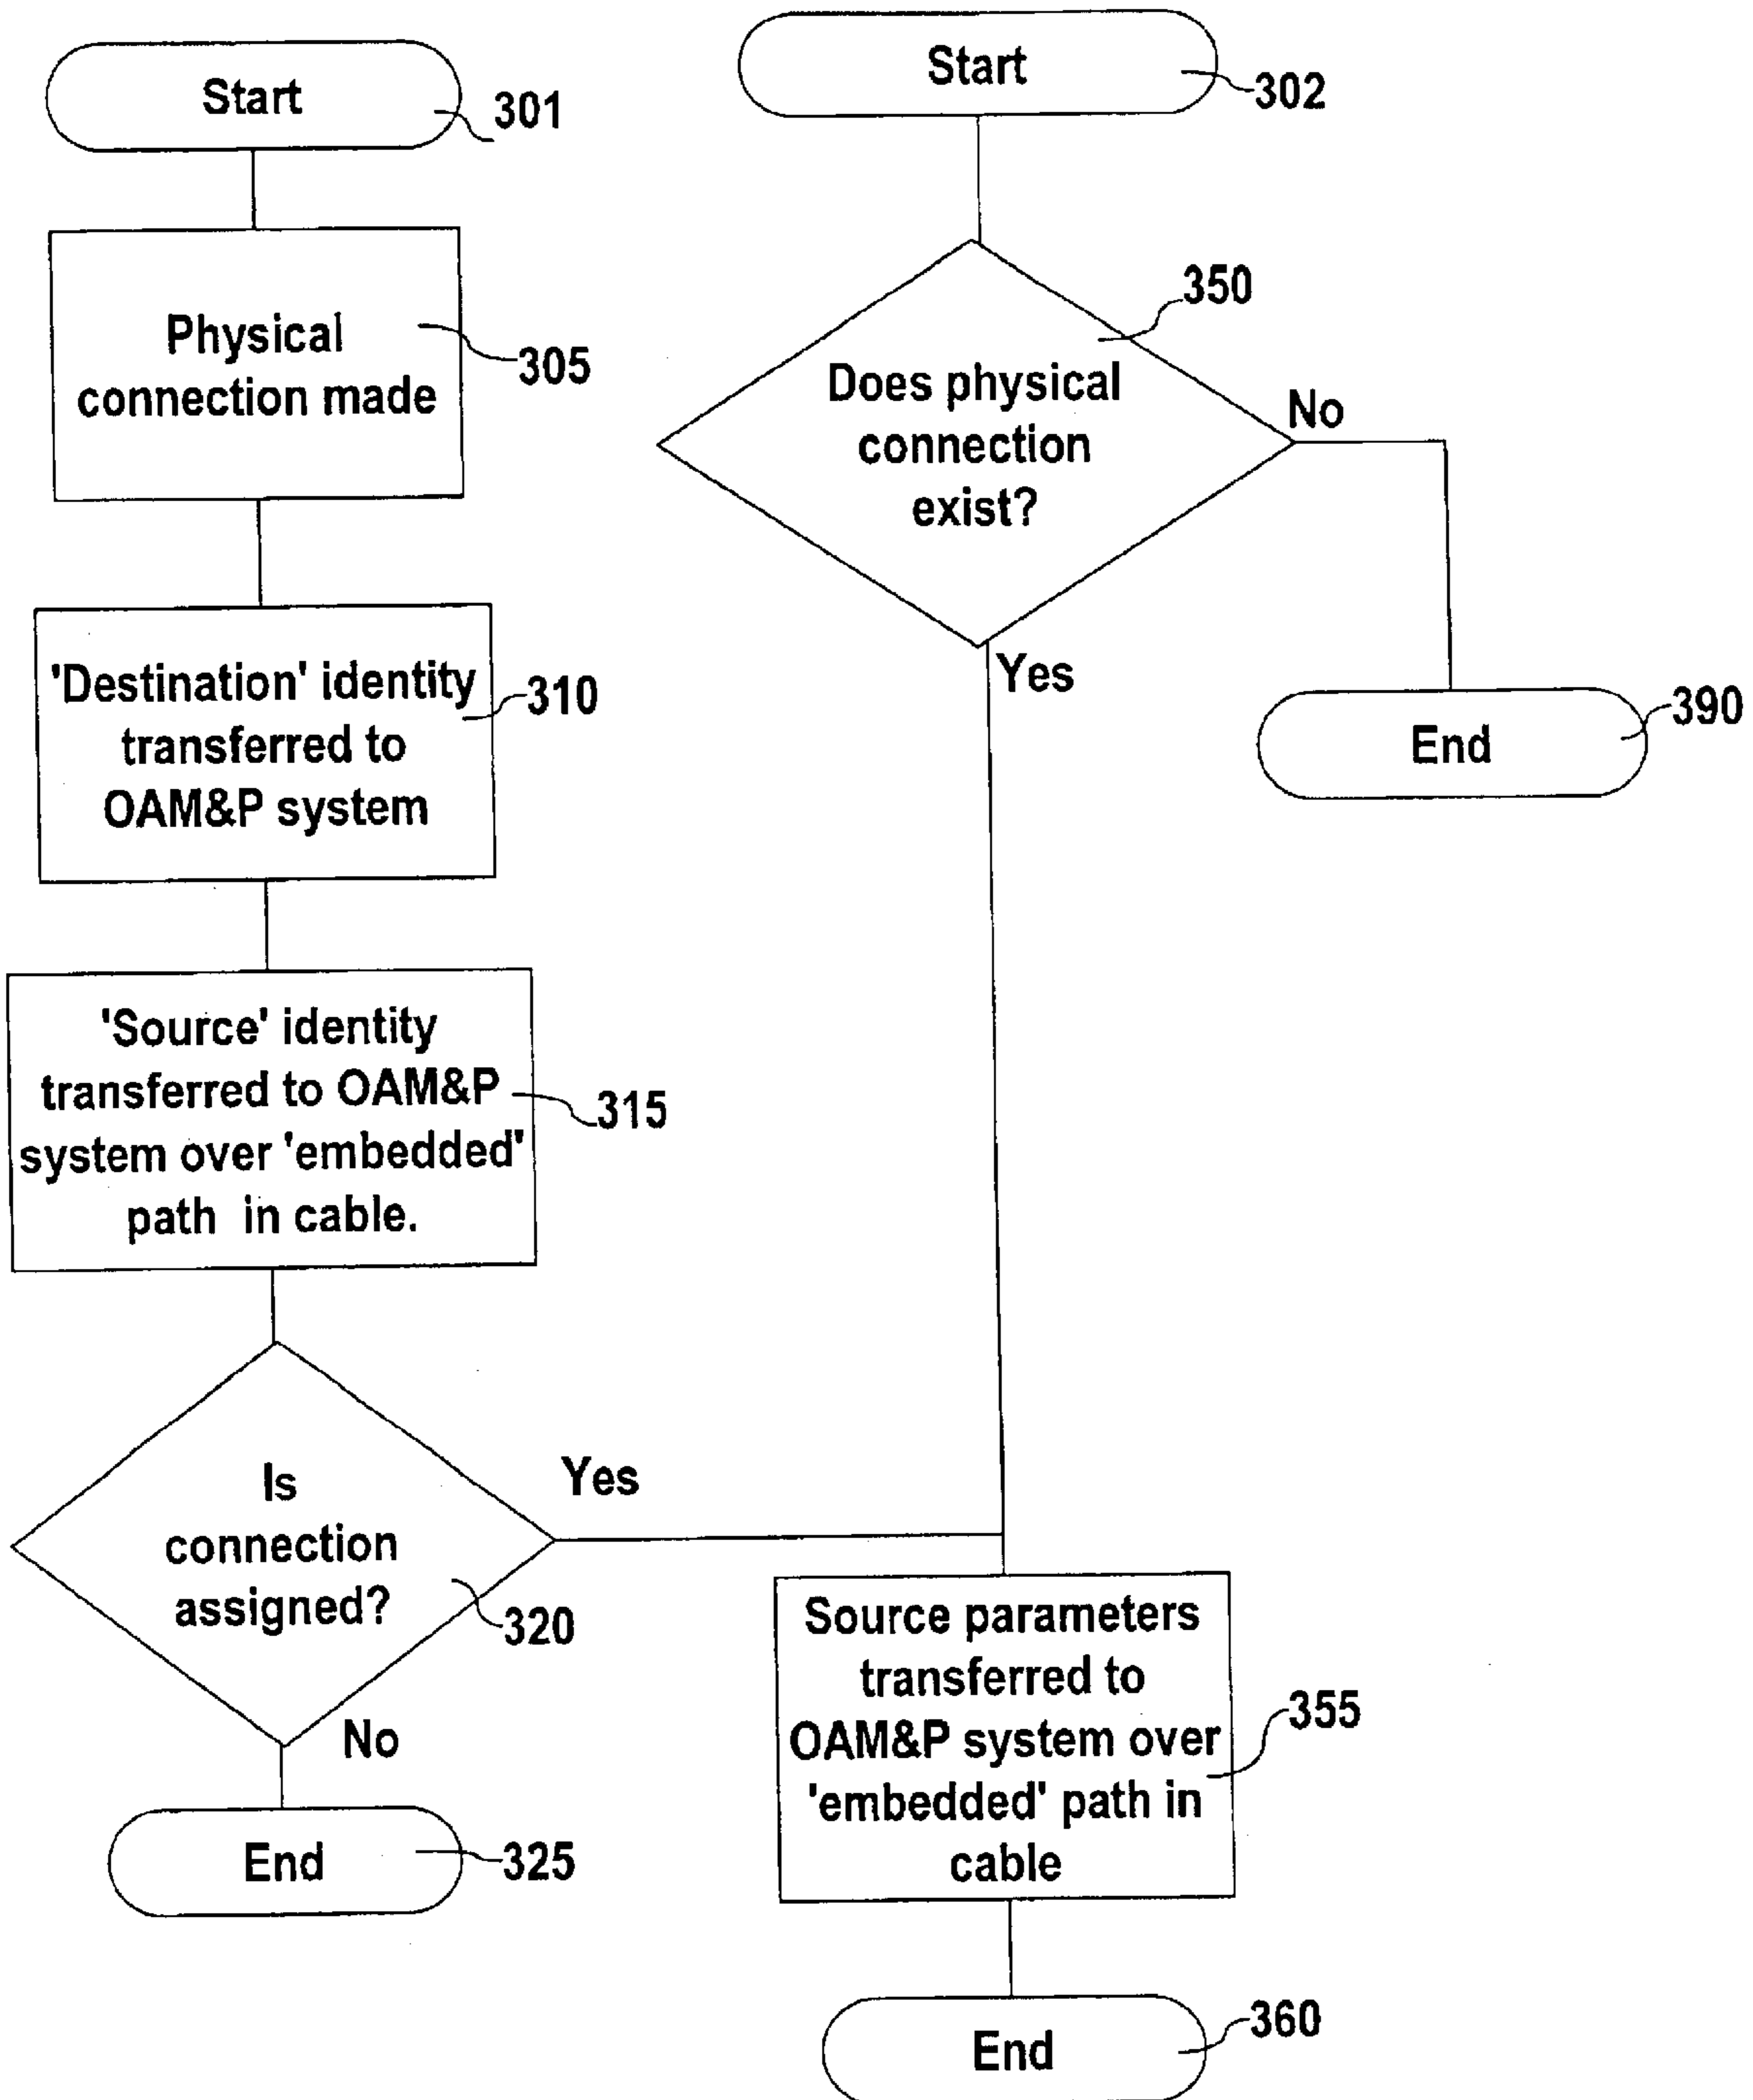 Start
301
Physical
connection made
305
'Destination' identity
transferred to
OAM&P system
310
'Source' identity
transferred to OAM&P
system over 'embedded'
path in cable.
315
Is
connection
assigned?
320
Yes
No
End
325
Start
302
Does physical
connection
exist?
350
No
Yes
End
390
Source parameters
transferred to
OAM&P system over
'embedded' path in
cable
355
End
360